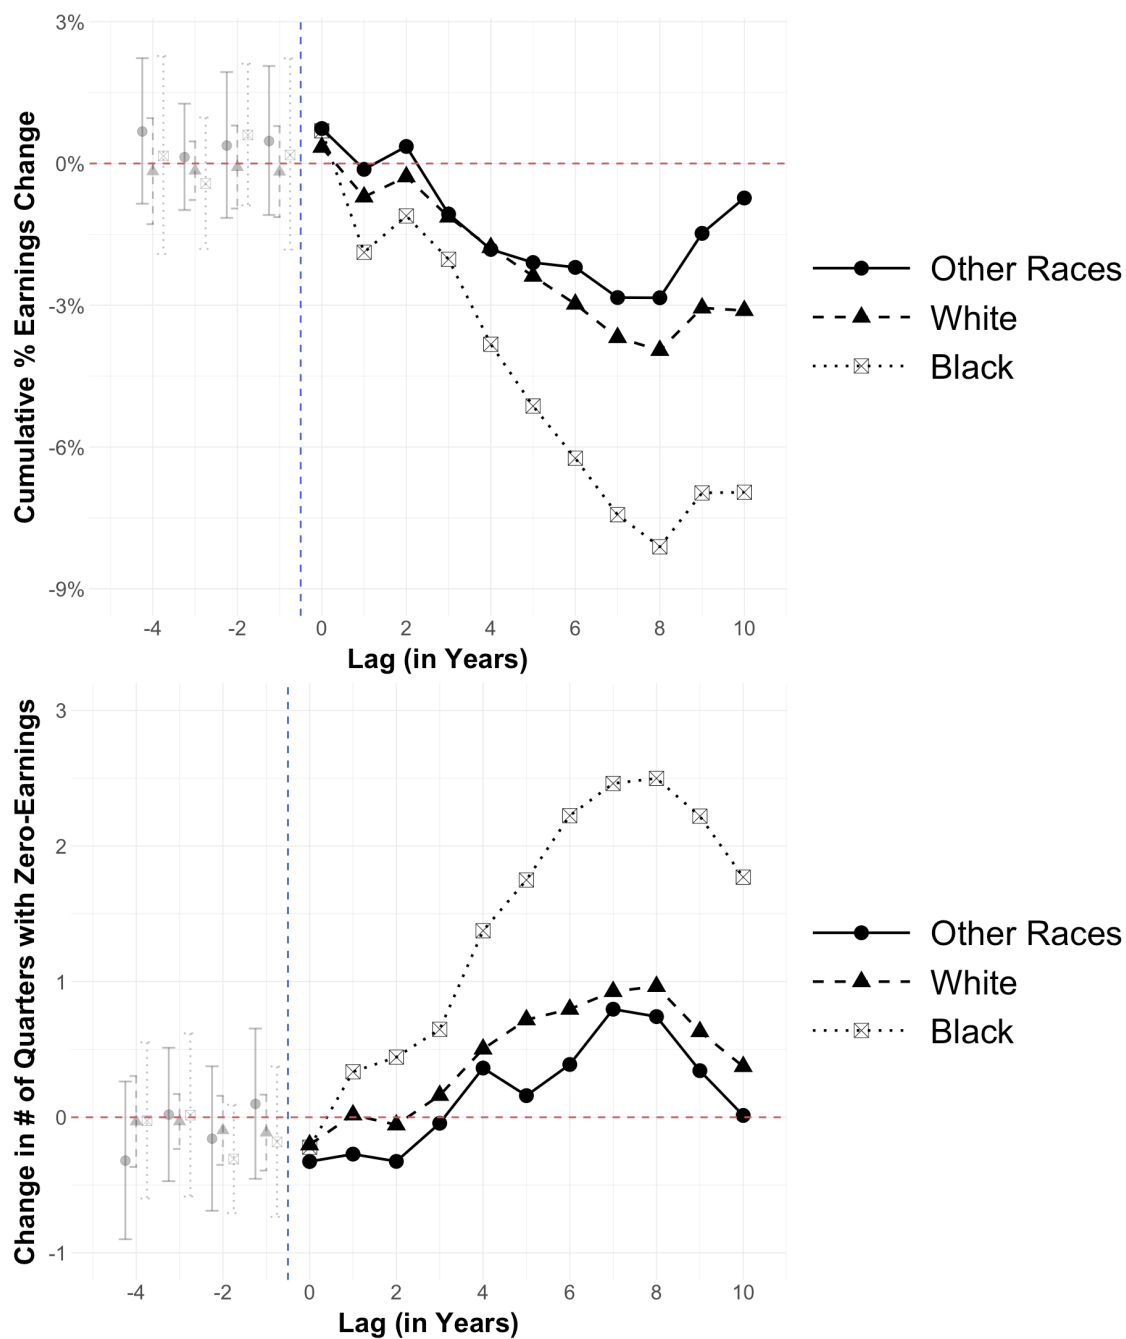 Cumulative % Earnings Change
3%
0%
-3%
-6%
-9%
-4 -2 0 2 4 6 8 10
Lag (in Years)
Other Races
White
Black
Change in # of Quarters with Zero-Earnings
3
2
1
0
-1
-4 -2 0 2 4 6 8 10
Lag (in Years)
Other Races
White
Black